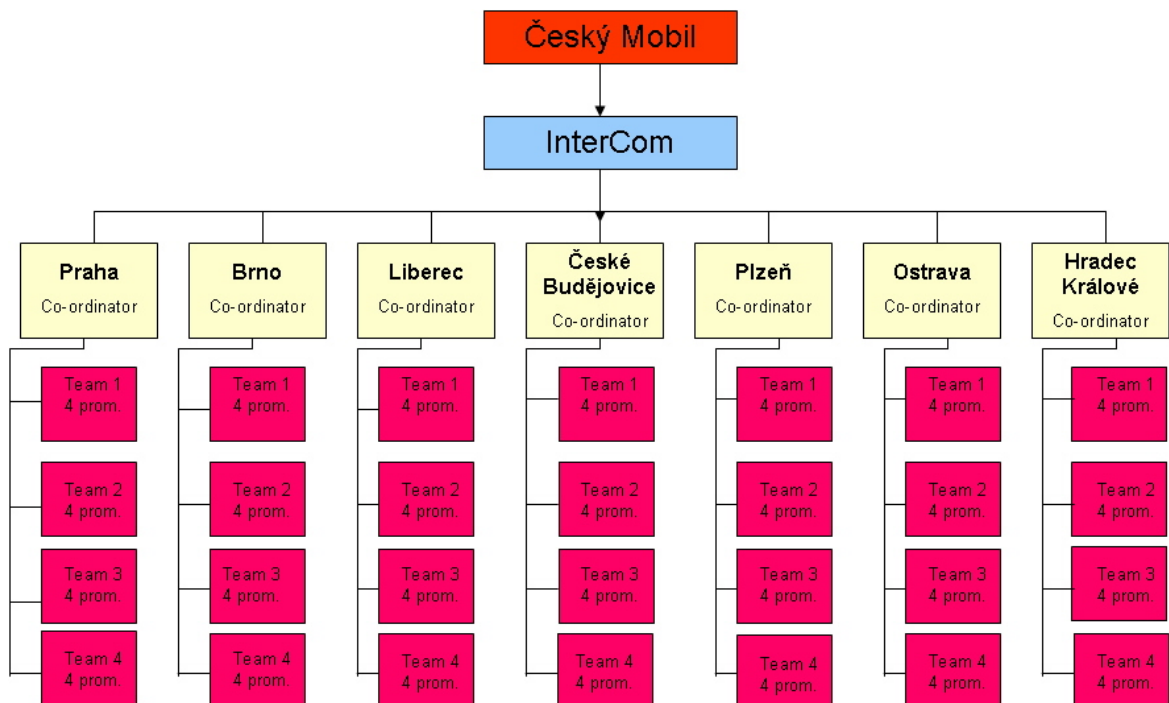 Český Mobil
InterCom
Praha
Co-ordinator
Brno
Co-ordinator
Liberec
Co-ordinator
České
Budějovice
Co-ordinator
Plzeň
Co-ordinator
Ostrava
Co-ordinator
Hradec
Králové
Co-ordinator
Team 1
4 prom.
Team 1
4 prom.
Team 1
4 prom.
Team 1
4 prom.
Team 1
4 prom.
Team 1
4 prom.
Team 1
4 prom.
Team 2
4 prom.
Team 2
4 prom.
Team 2
4 prom.
Team 2
4 prom.
Team 2
4 prom.
Team 2
4 prom.
Team 2
4 prom.
Team 3
4 prom.
Team 3
4 prom.
Team 3
4 prom.
Team 3
4 prom.
Team 3
4 prom.
Team 3
4 prom.
Team 3
4 prom.
Team 4
4 prom.
Team 4
4 prom.
Team 4
4 prom.
Team 4
4 prom.
Team 4
4 prom.
Team 4
4 prom.
Team 4
4 prom.